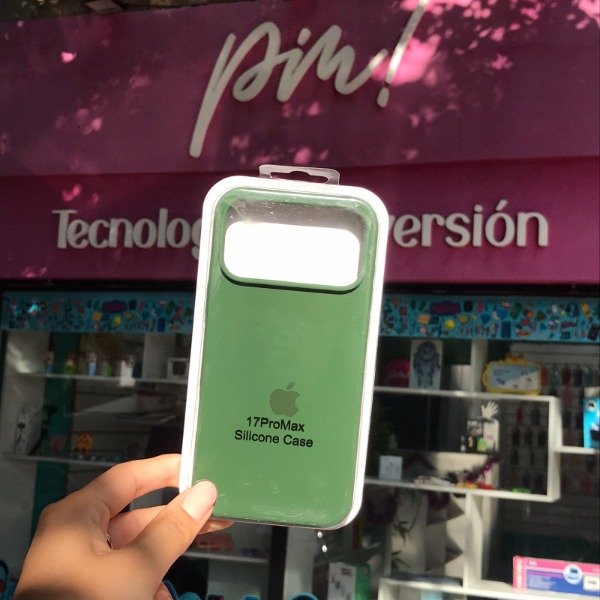 pim!
Tecnolog
ersión
17ProMax
Silicone Case